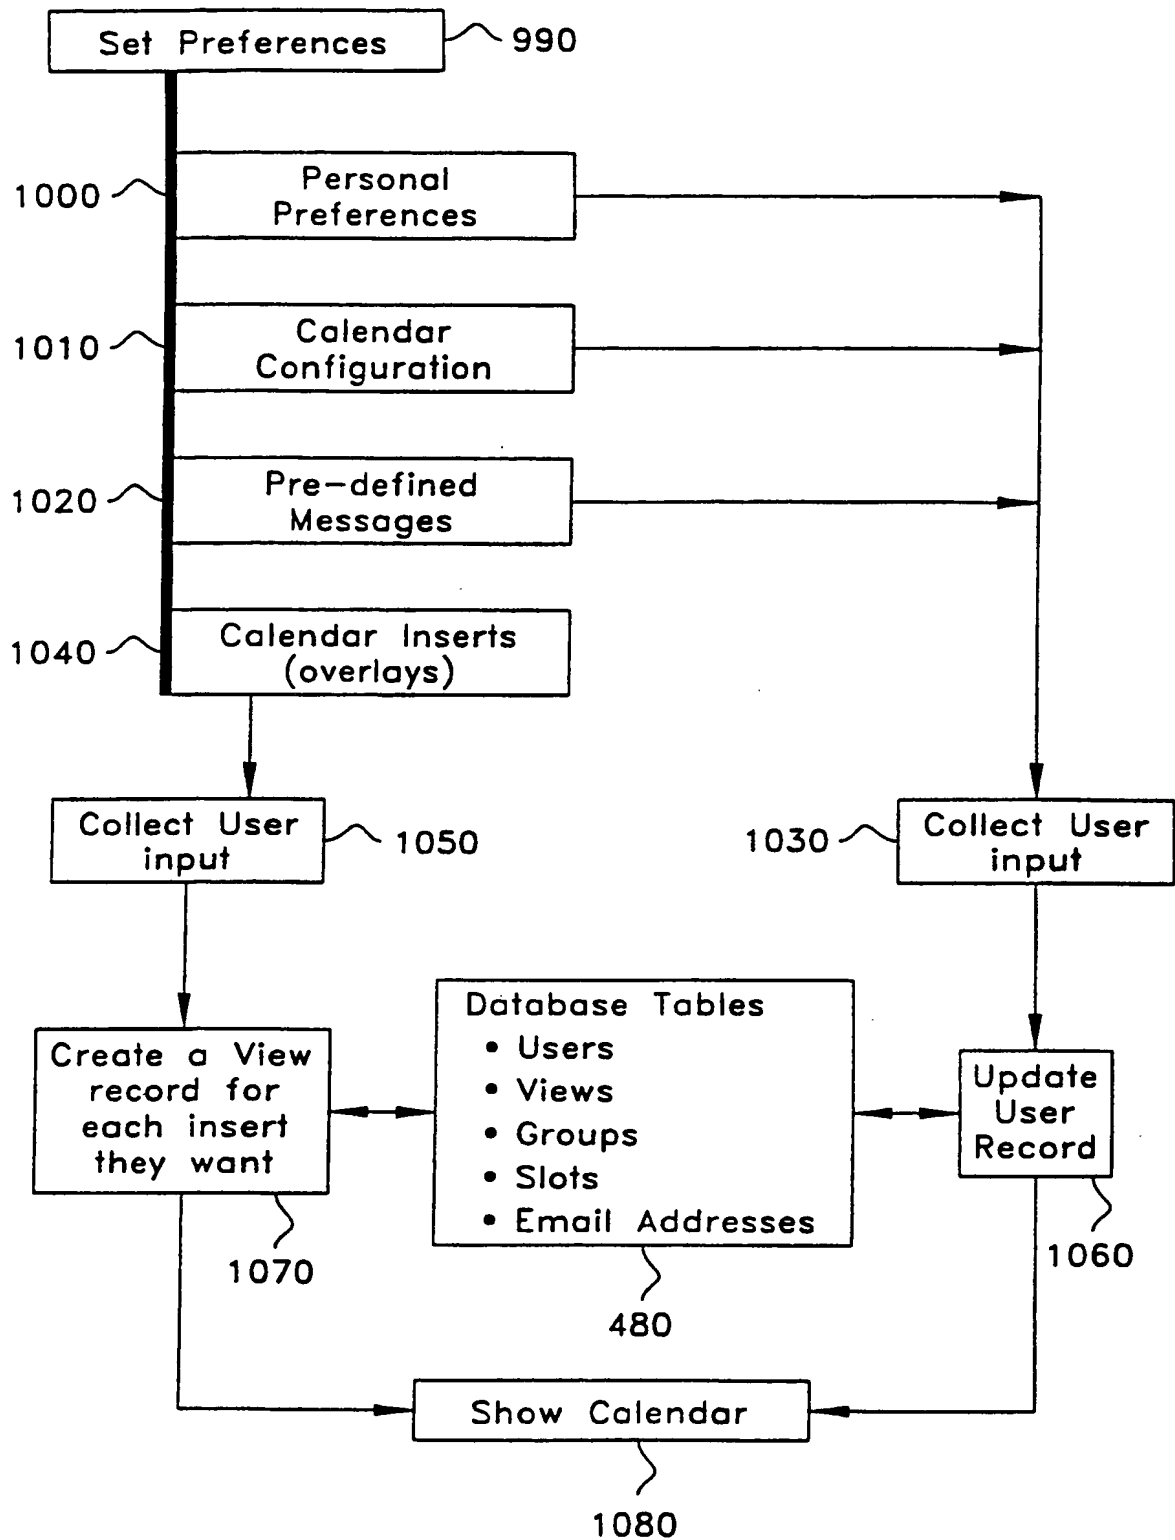 Set Preferences
990
1000
Personal
Preferences
1010
Calendar
Configuration
1020
Pre-defined
Messages
1040
Calendar Inserts
(overlays)
Collect User
input
1050
1030
Collect User
input
Create a View
record for
each insert
they want
1070
Database Tables
• Users
• Views
• Groups
• Slots
• Email Addresses
480
Update
User
Record
1060
Show Calendar
1080